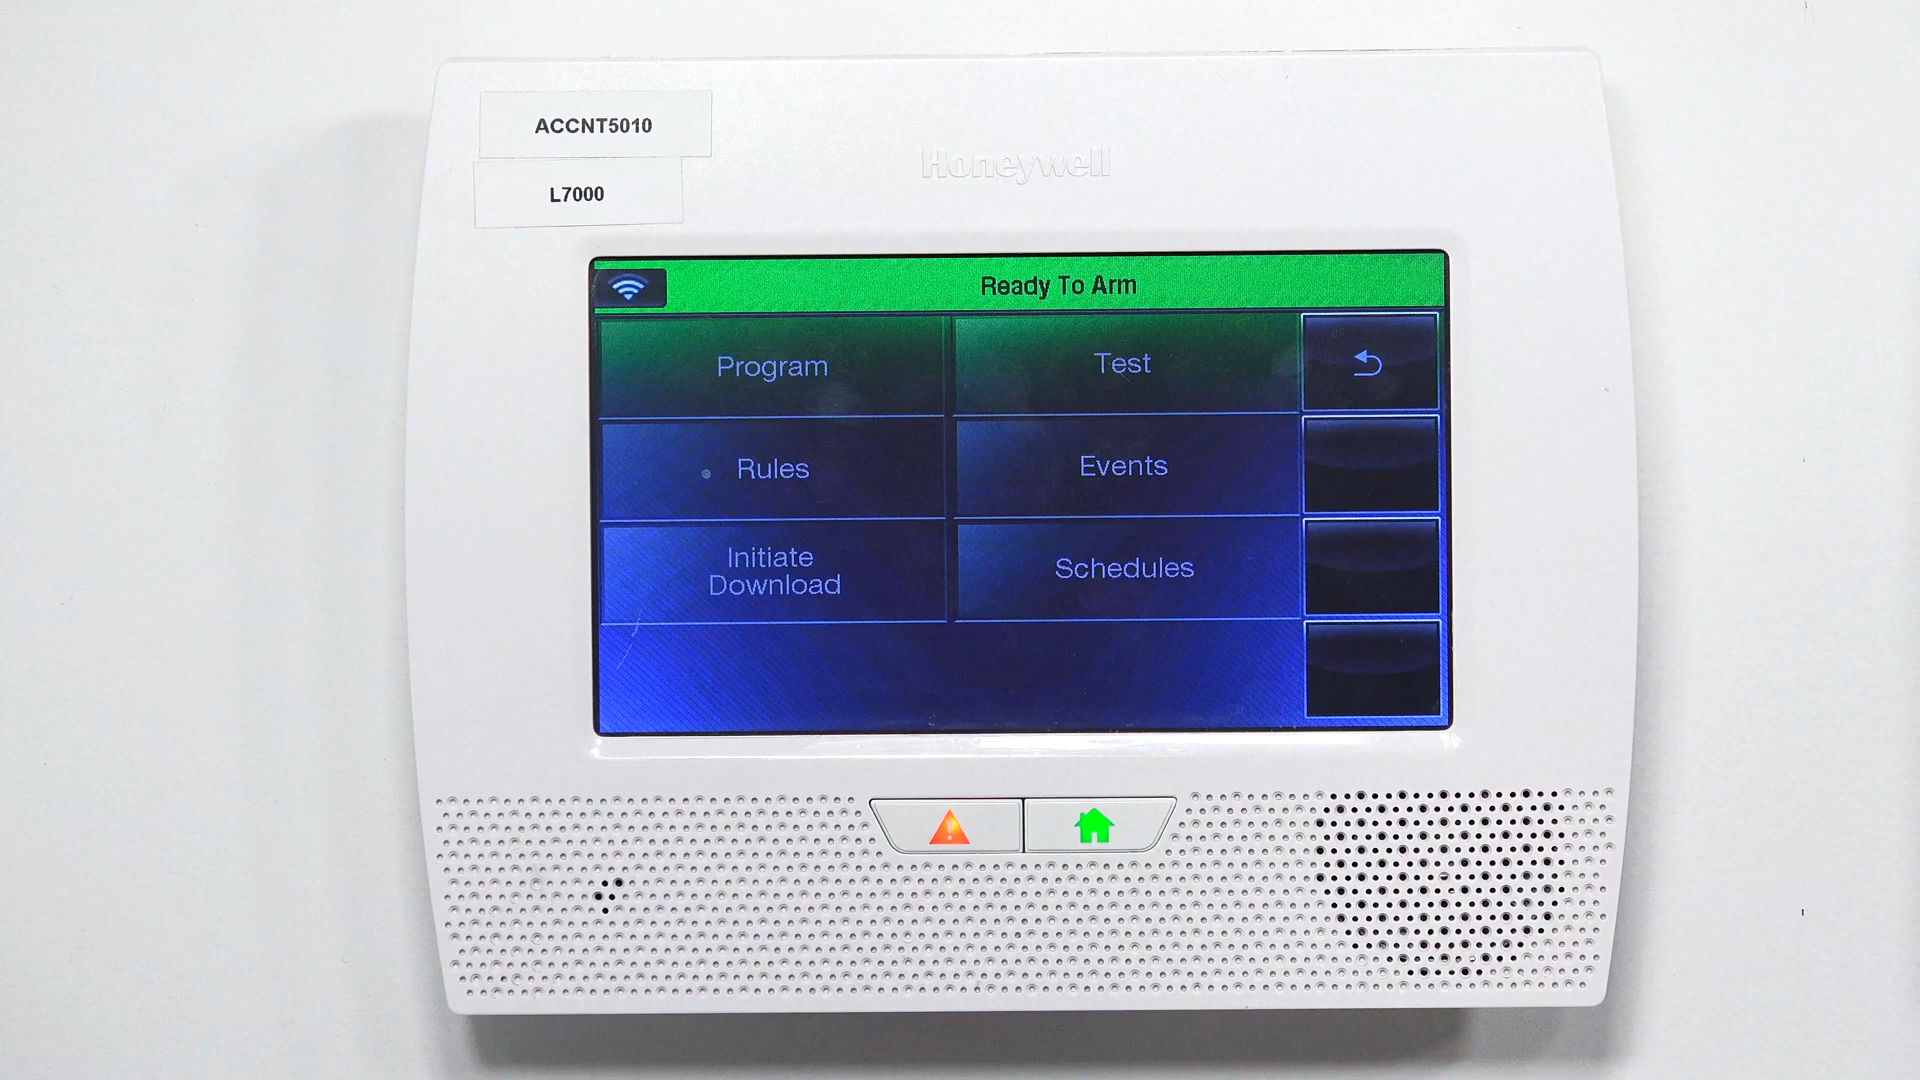 ACCNT5010
L7000
Honeywell
Ready To Arm
Program
Test
Rules
Events
Initiate
Download
Schedules